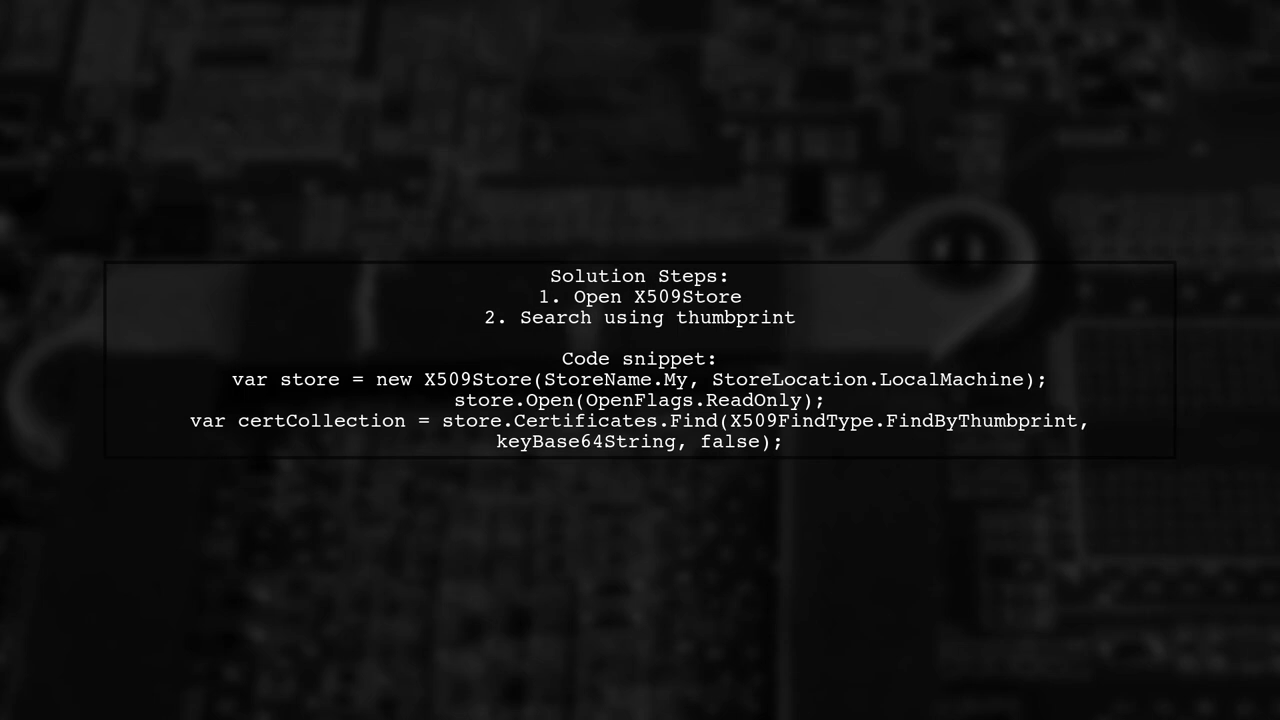 Solution Steps:
1. Open X509Store
2. Search using thumbprint
Code snippet:
var store = new X509Store(StoreName.My, StoreLocation.LocalMachine);
store.Open(OpenFlags.ReadOnly);
var certCollection = store.Certificates.Find(X509FindType.FindByThumbprint,
keyBase64String, false);